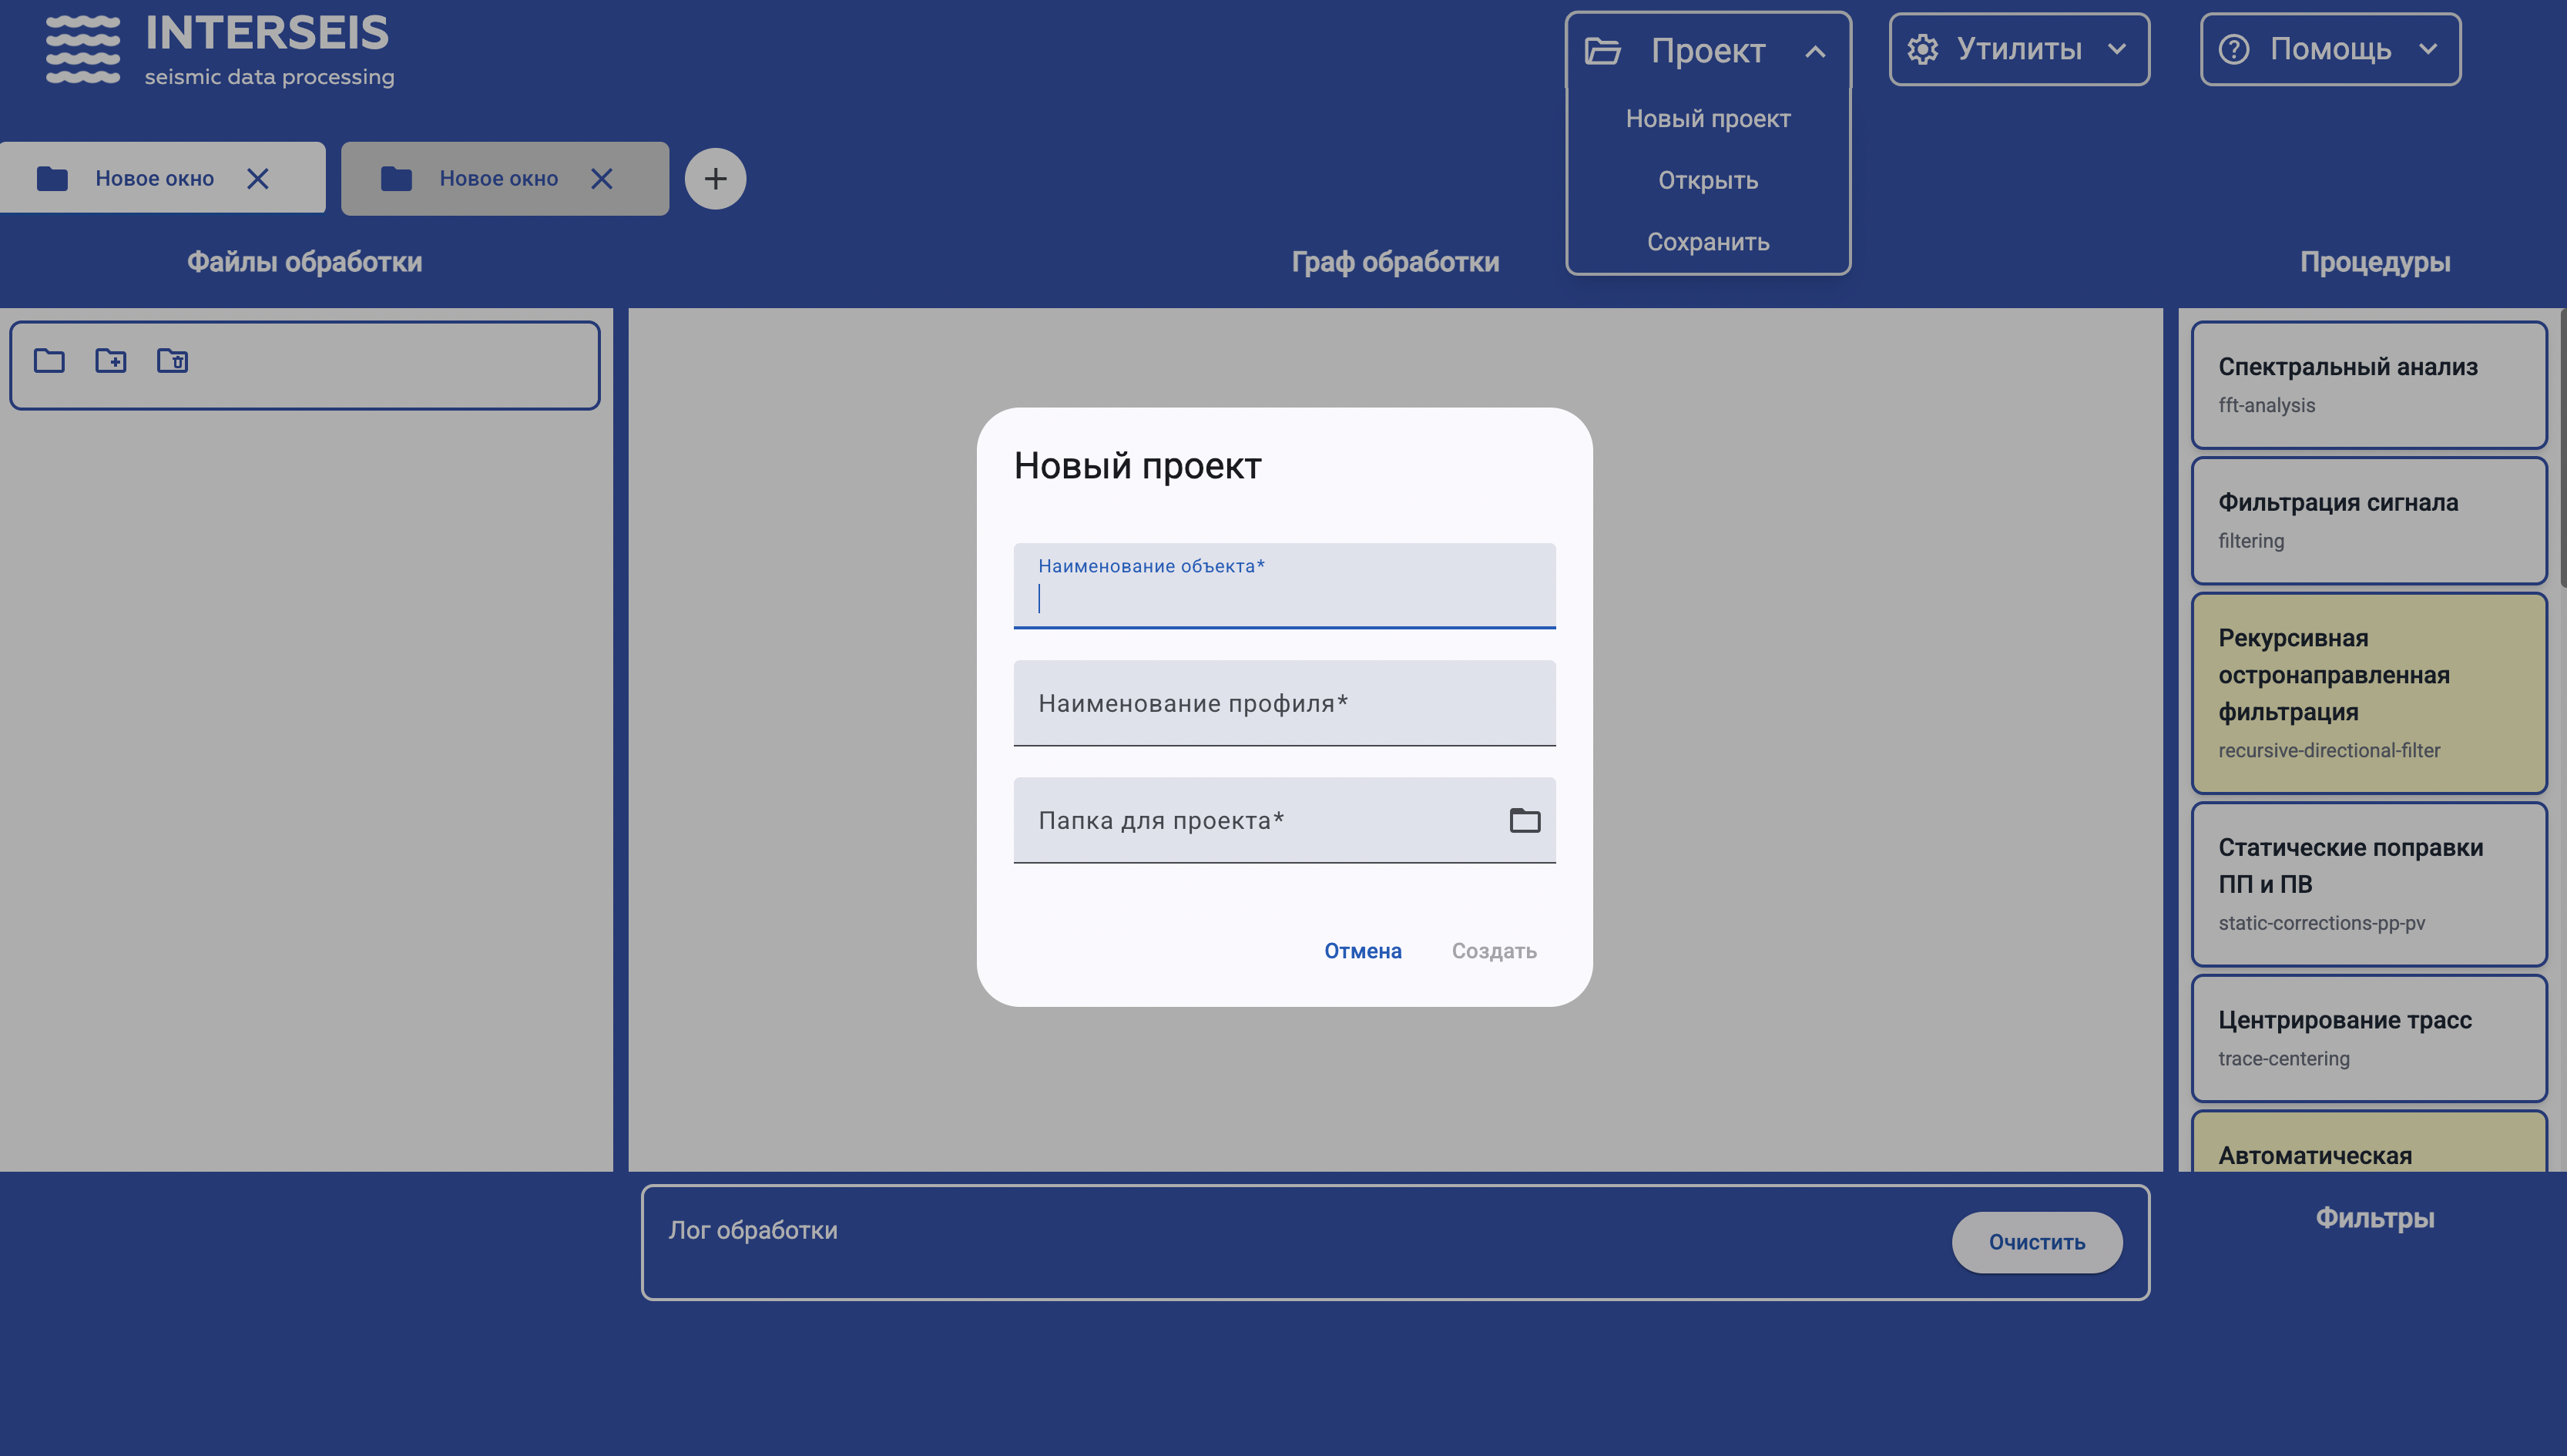 INTERSEIS
seismic data processing
Проект
Утилиты
Помощь
Новый проект
Открыть
Сохранить
Новое окно
Новое окно
Файлы обработки
Граф обработки
Процедуры
Новый проект
Наименование объекта*
Наименование профиля*
Папка для проекта*
Отмена
Создать
Спектральный анализ
fft-analysis
Фильтрация сигнала
filtering
Рекурсивная
остронаправленная
фильтрация
recursive-directional-filter
Статические поправки
ПП и ПВ
static-corrections-pp-pv
Центрирование трасс
trace-centering
Автоматическая
Лог обработки
Очистить
Фильтры